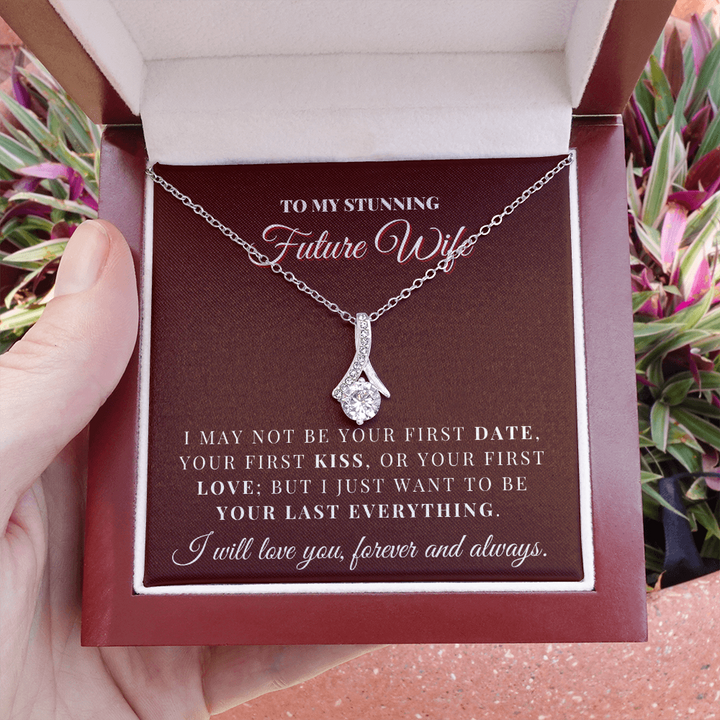 TO MY STUNNING
Future Wife
I MAY NOT BE YOUR FIRST DATE,
YOUR FIRST KISS, OR YOUR FIRST
LOVE; BUT I JUST WANT TO BE
YOUR LAST EVERYTHING.
I will love you, forever and always.